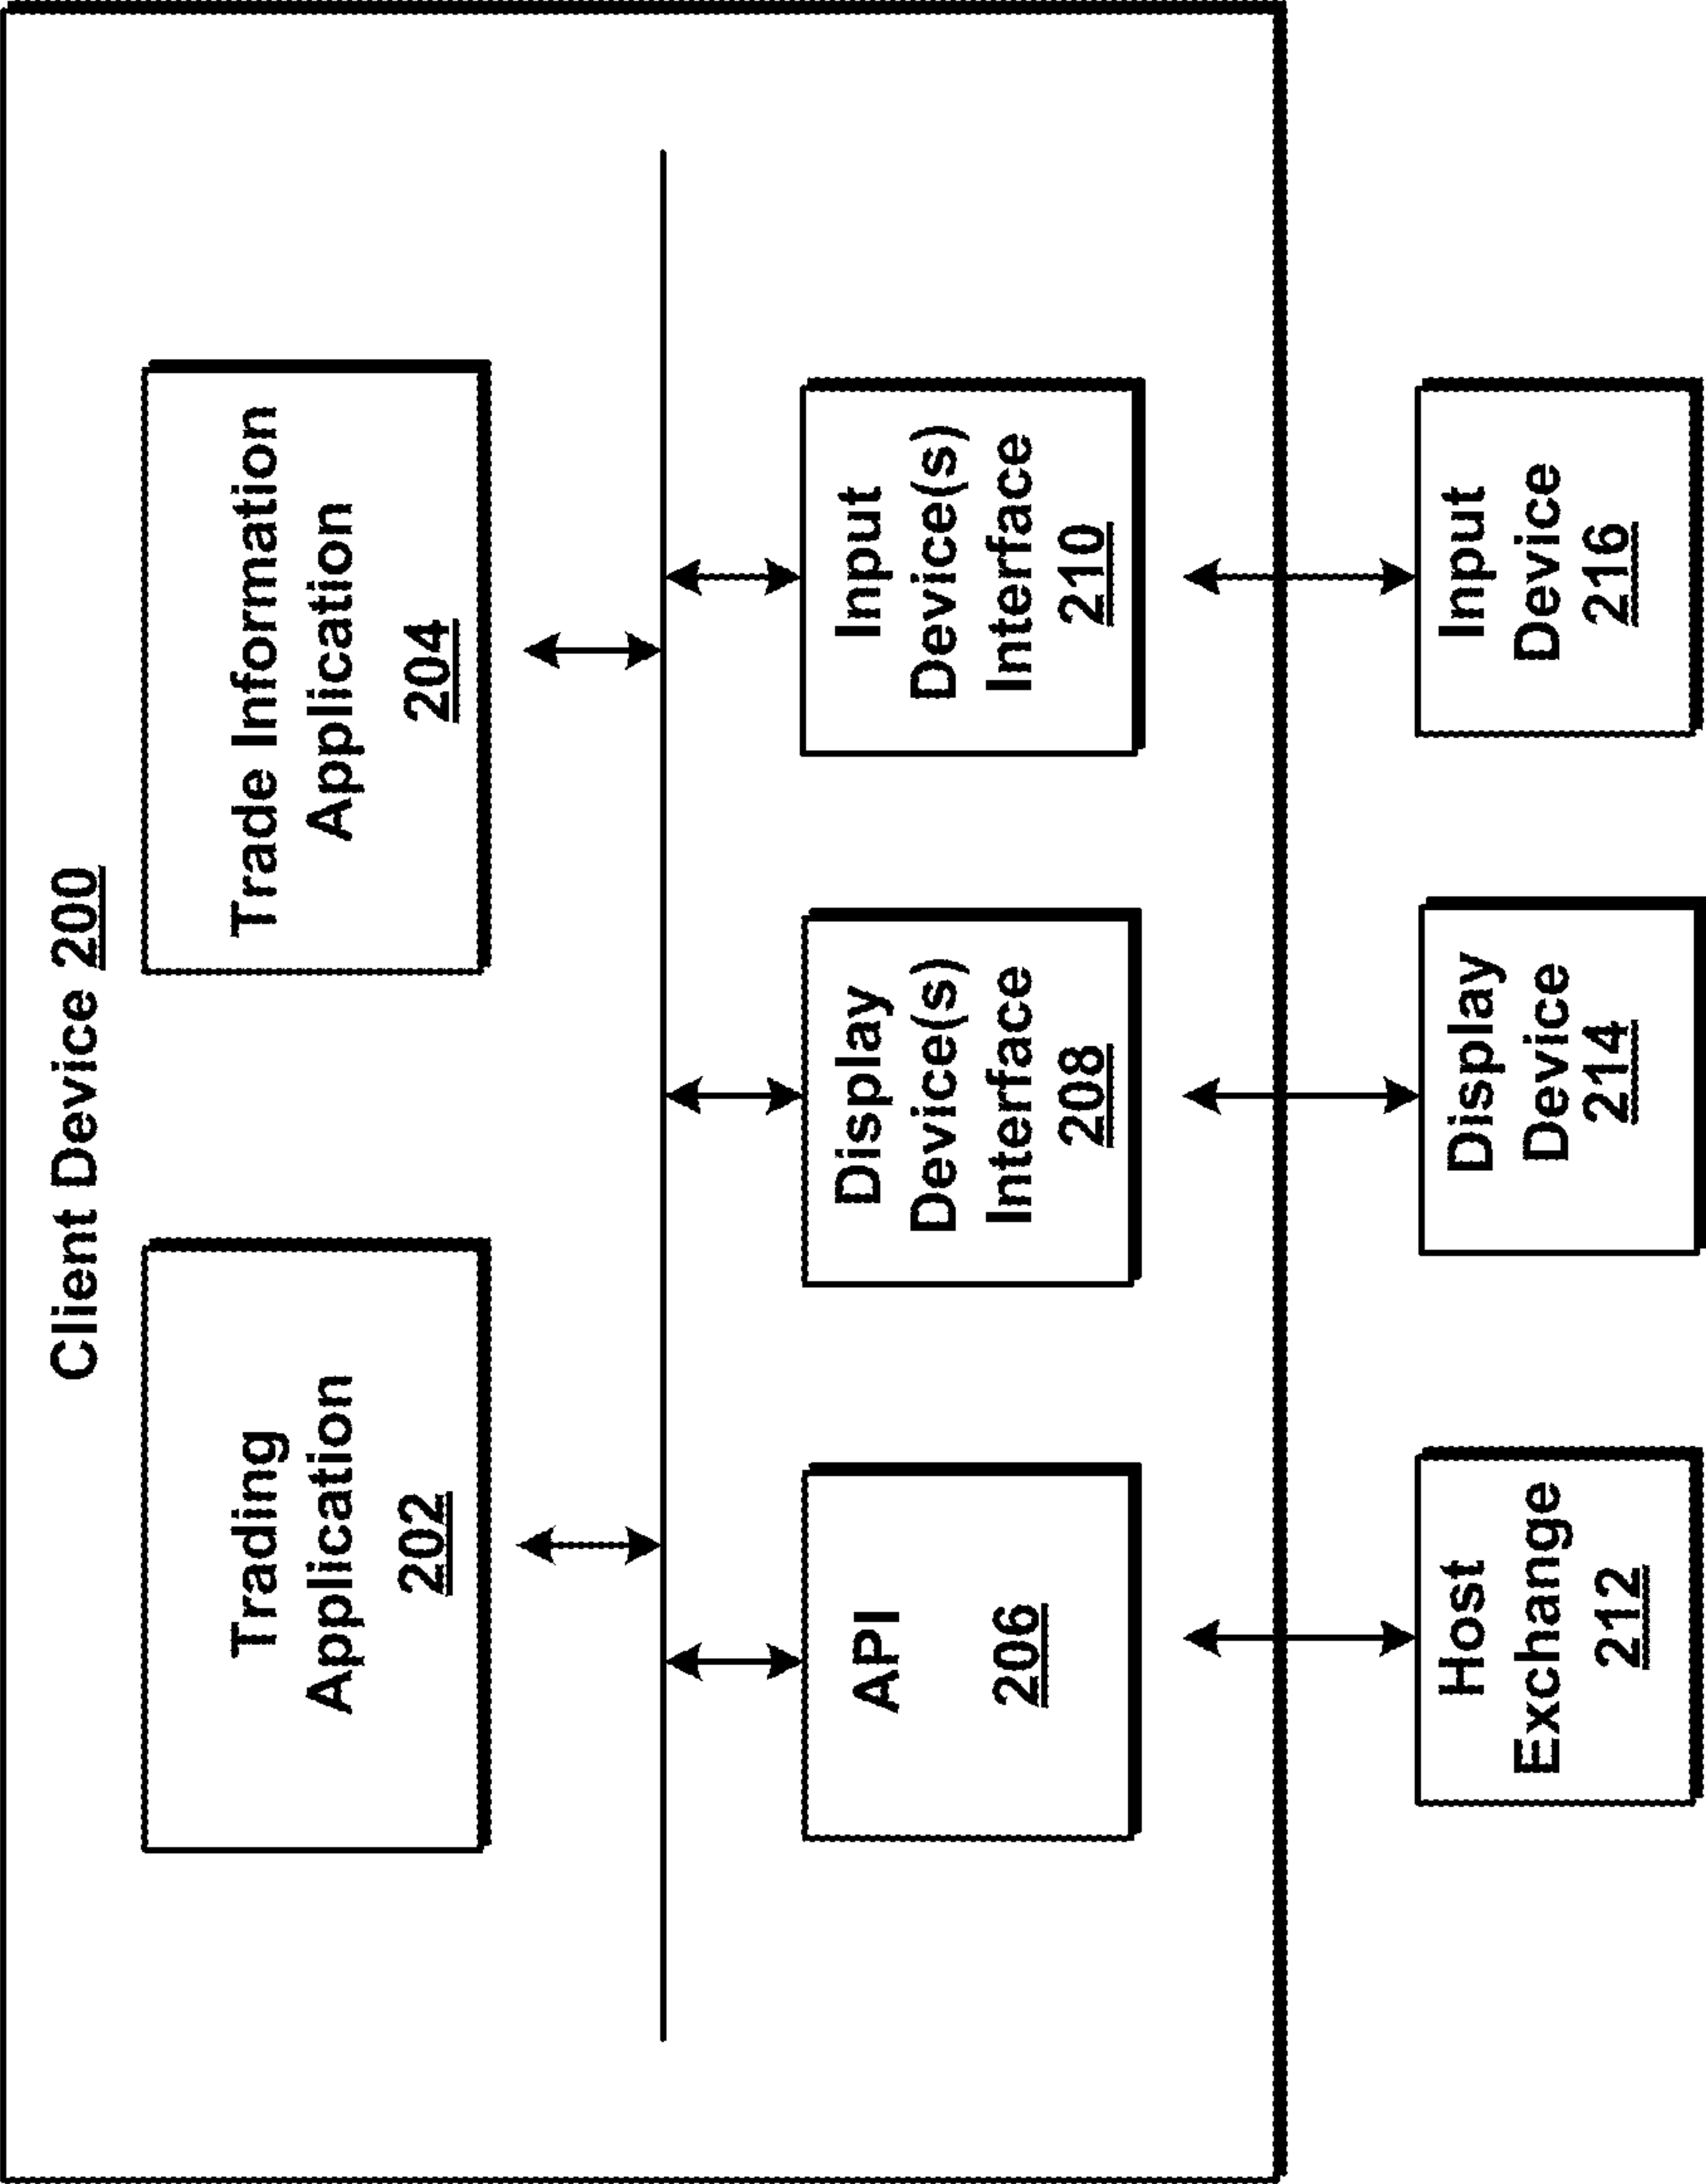 Client Device 200
Trading
Application
202
Trade Information
Application
204
API
206
Display
Device(s)
Interface
208
Input
Device(s)
Interface
210
Host
Exchange
212
Display
Device
214
Input
Device
216